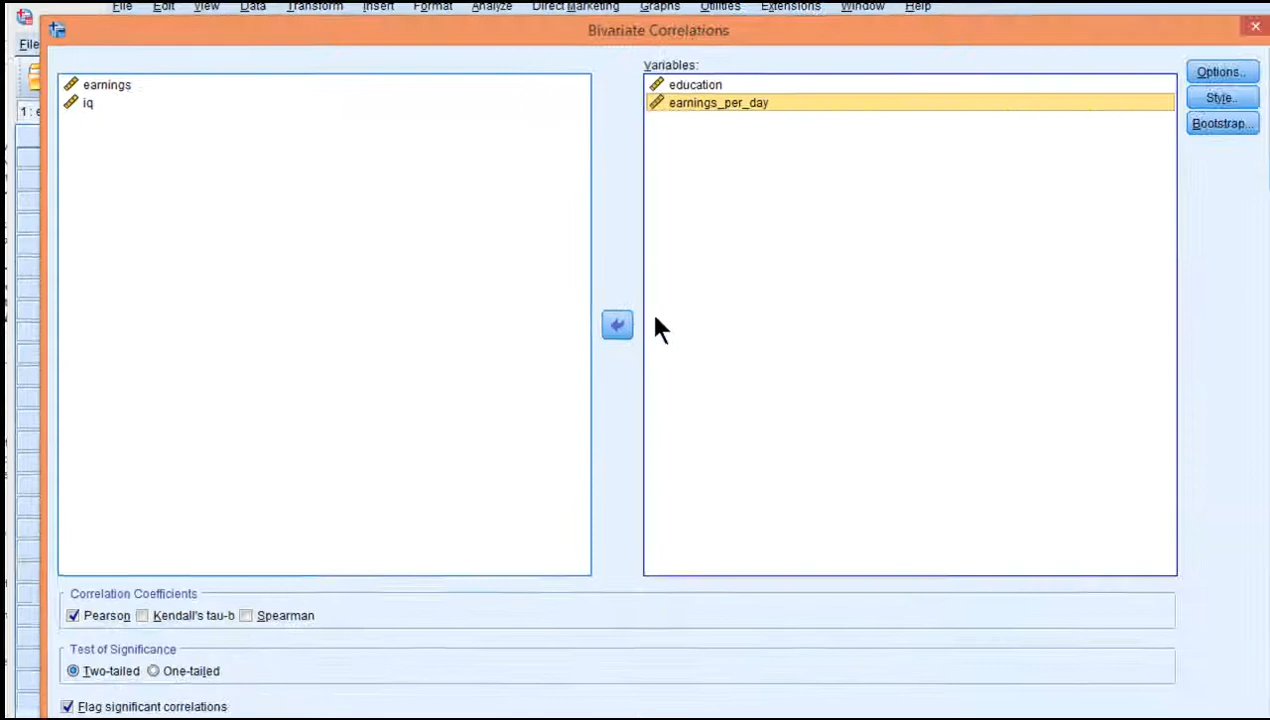 File Edit View Data Transform Insert Format Analyze Direct Marketing Graphs Utilities Extensions Window Help
Bivariate Correlations
File
Variables:
earnings
iq
education
earnings_per_day
Options..
Style..
Bootstrap...
1 : e
Correlation Coefficients
Pearson Kendall's tau-b Spearman
Test of Significance
Two-tailed One-tailed
Flag significant correlations